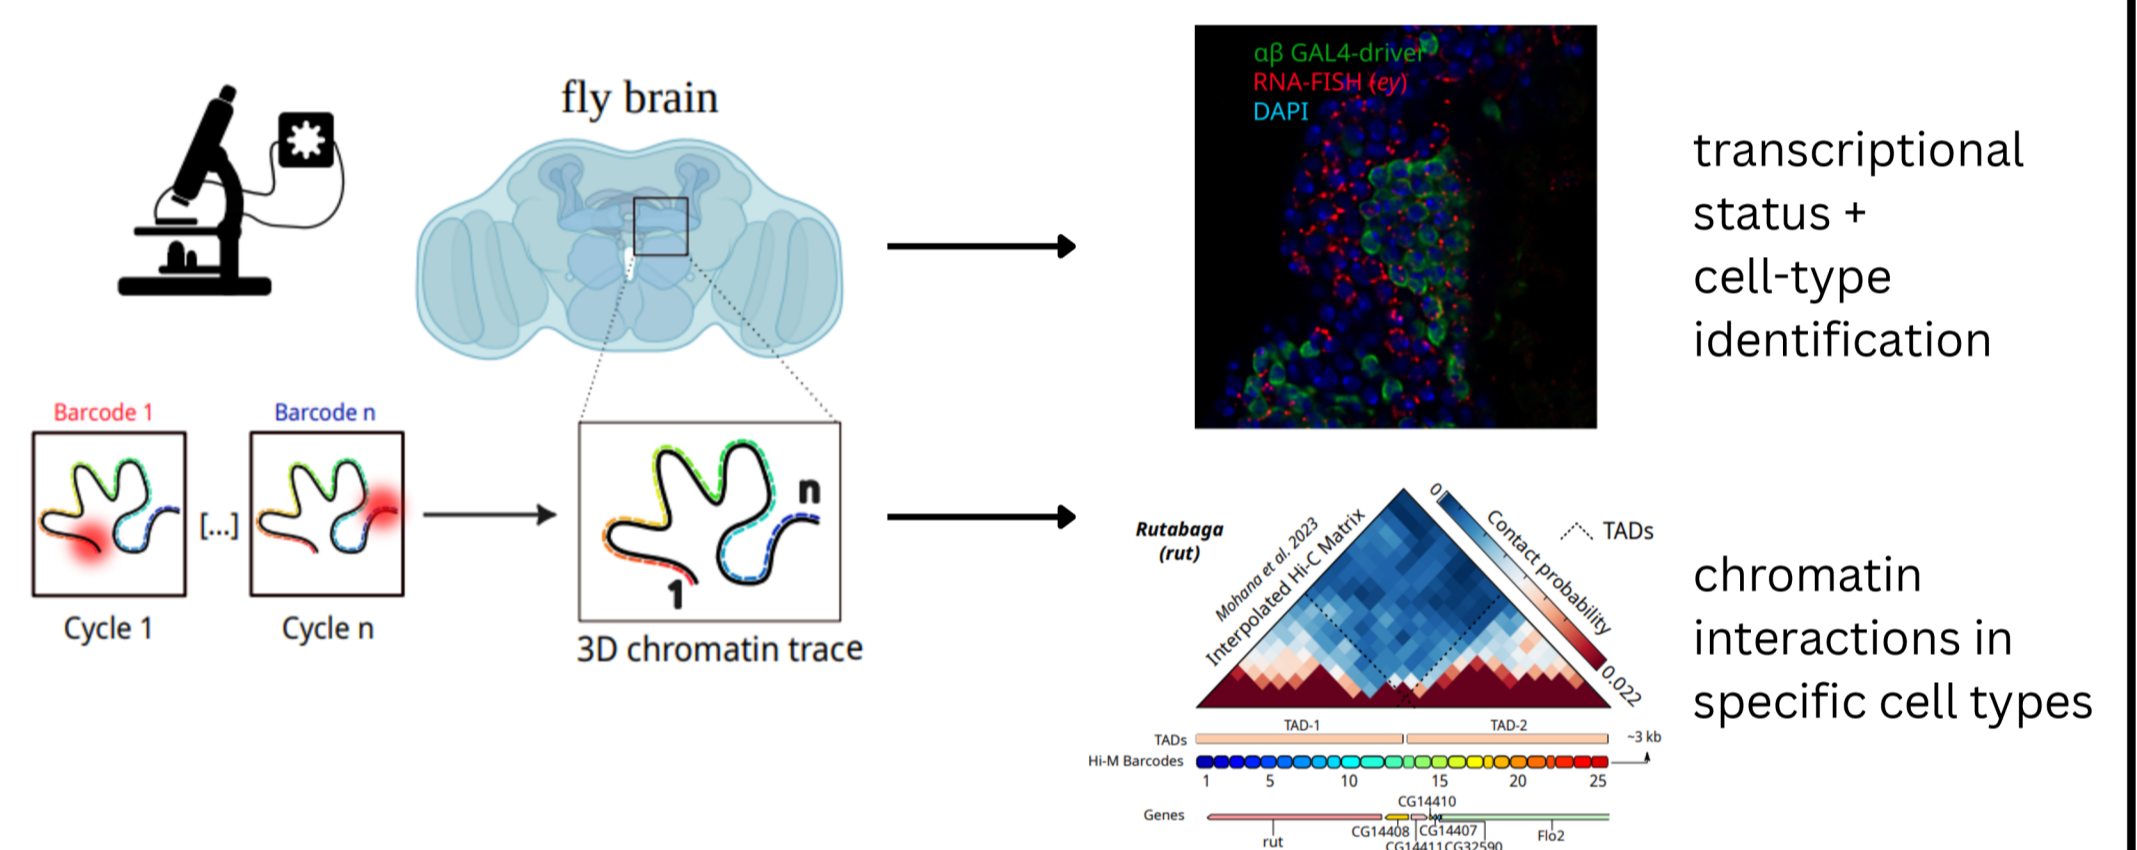 fly brain
Barcode 1
Barcode n
[...]
Cycle 1
Cycle n
n
1
3D chromatin trace
αβ GAL4-driver
RNA-FISH (ey)
DAPI
transcriptional
status +
cell-type
identification
Rutabaga
(rut)
Mohana et al. 2023
Interpolated Hi-C Matrix
0
Contact probability
0.022
TADs
chromatin
interactions in
specific cell types
TAD-1
TAD-2
TADs
~3 kb
Hi-M Barcodes
1 5 10 15 20 25
CG14410
Genes
CG14408 CG14407
rut
Flo2
CG14411 CG32590